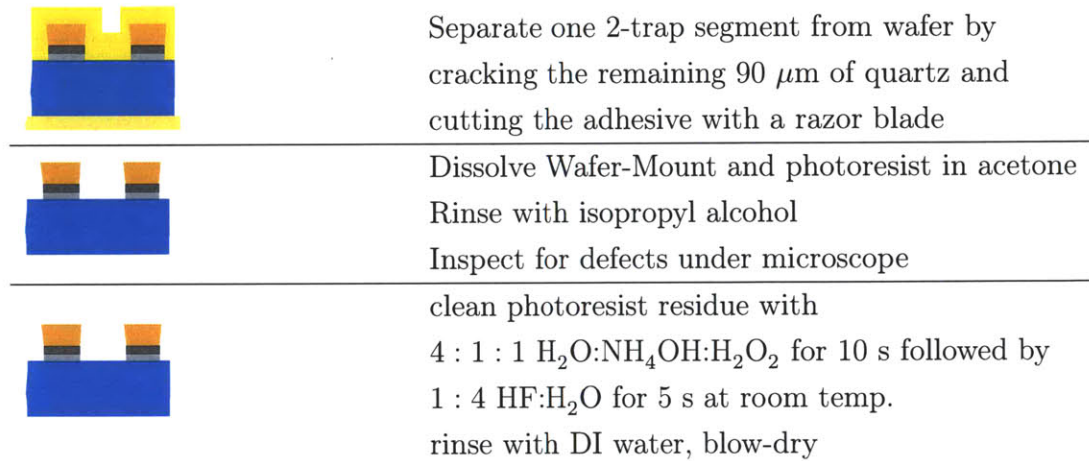 Separate one 2-trap segment from wafer by
cracking the remaining 90 μm of quartz and
cutting the adhesive with a razor blade
Dissolve Wafer-Mount and photoresist in acetone
Rinse with isopropyl alcohol
Inspect for defects under microscope
clean photoresist residue with
4 : 1 : 1 H₂O:NH₄OH:H₂O₂ for 10 s followed by
1 : 4 HF:H₂O for 5 s at room temp.
rinse with DI water, blow-dry